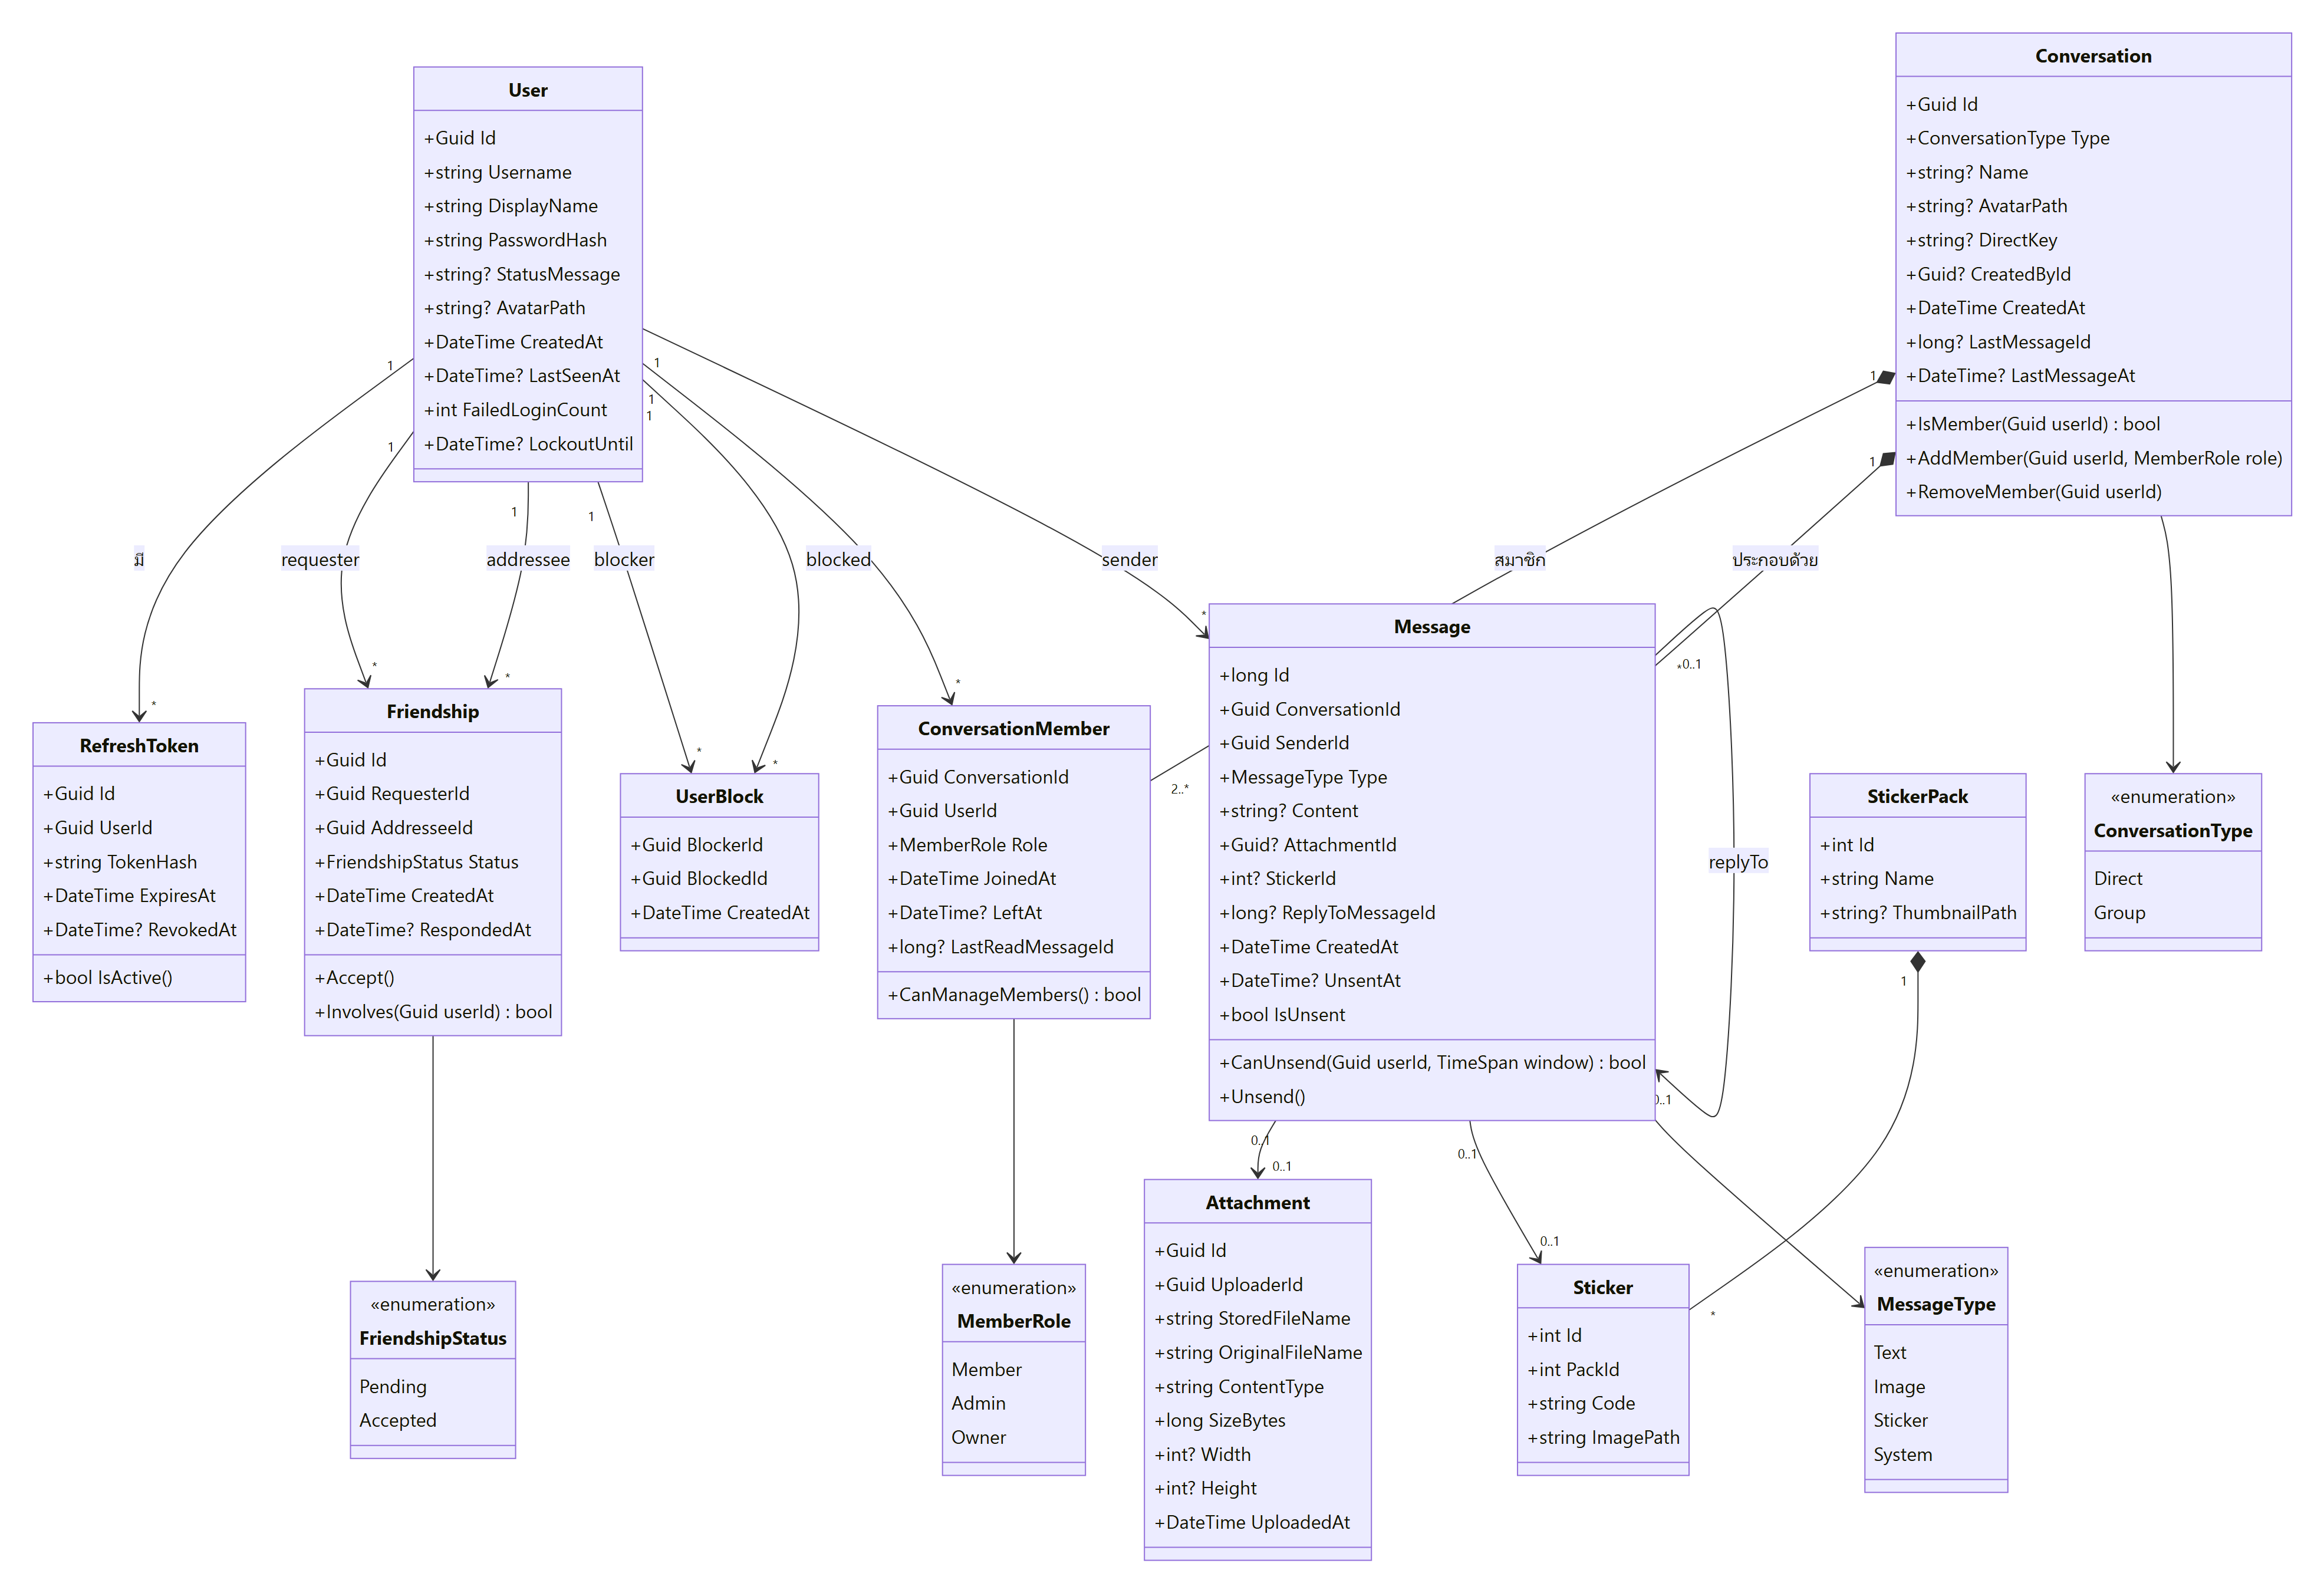 User
+Guid Id
+string Username
+string DisplayName
+string PasswordHash
+string? StatusMessage
+string? AvatarPath
+DateTime CreatedAt
+DateTime? LastSeenAt
+int FailedLoginCount
+DateTime? LockoutUntil
Conversation
+Guid Id
+ConversationType Type
+string? Name
+string? AvatarPath
+string? DirectKey
+Guid? CreatedById
+DateTime CreatedAt
+long? LastMessageId
+DateTime? LastMessageAt
+IsMember(Guid userId) : bool
+AddMember(Guid userId, MemberRole role)
+RemoveMember(Guid userId)
1
1
1
1
1
1
1
1
มี
requester
addressee
blocker
blocked
sender
สมาชิก
ประกอบด้วย
*
*
*
*
*
*
*
2..*
*
0..1
RefreshToken
+Guid Id
+Guid UserId
+string TokenHash
+DateTime ExpiresAt
+DateTime? RevokedAt
+bool IsActive()
Friendship
+Guid Id
+Guid RequesterId
+Guid AddresseeId
+FriendshipStatus Status
+DateTime CreatedAt
+DateTime? RespondedAt
+Accept()
+Involves(Guid userId) : bool
UserBlock
+Guid BlockerId
+Guid BlockedId
+DateTime CreatedAt
ConversationMember
+Guid ConversationId
+Guid UserId
+MemberRole Role
+DateTime JoinedAt
+DateTime? LeftAt
+long? LastReadMessageId
+CanManageMembers() : bool
Message
+long Id
+Guid ConversationId
+Guid SenderId
+MessageType Type
+string? Content
+Guid? AttachmentId
+int? StickerId
+long? ReplyToMessageId
+DateTime CreatedAt
+DateTime? UnsentAt
+bool IsUnsent
+CanUnsend(Guid userId, TimeSpan window) : bool
+Unsend()
replyTo
0..1
StickerPack
+int Id
+string Name
+string? ThumbnailPath
1
«enumeration»
ConversationType
Direct
Group
0..1
0..1
0..1
0..1
*
«enumeration»
FriendshipStatus
Pending
Accepted
«enumeration»
MemberRole
Member
Admin
Owner
Attachment
+Guid Id
+Guid UploaderId
+string StoredFileName
+string OriginalFileName
+string ContentType
+long SizeBytes
+int? Width
+int? Height
+DateTime UploadedAt
Sticker
+int Id
+int PackId
+string Code
+string ImagePath
«enumeration»
MessageType
Text
Image
Sticker
System